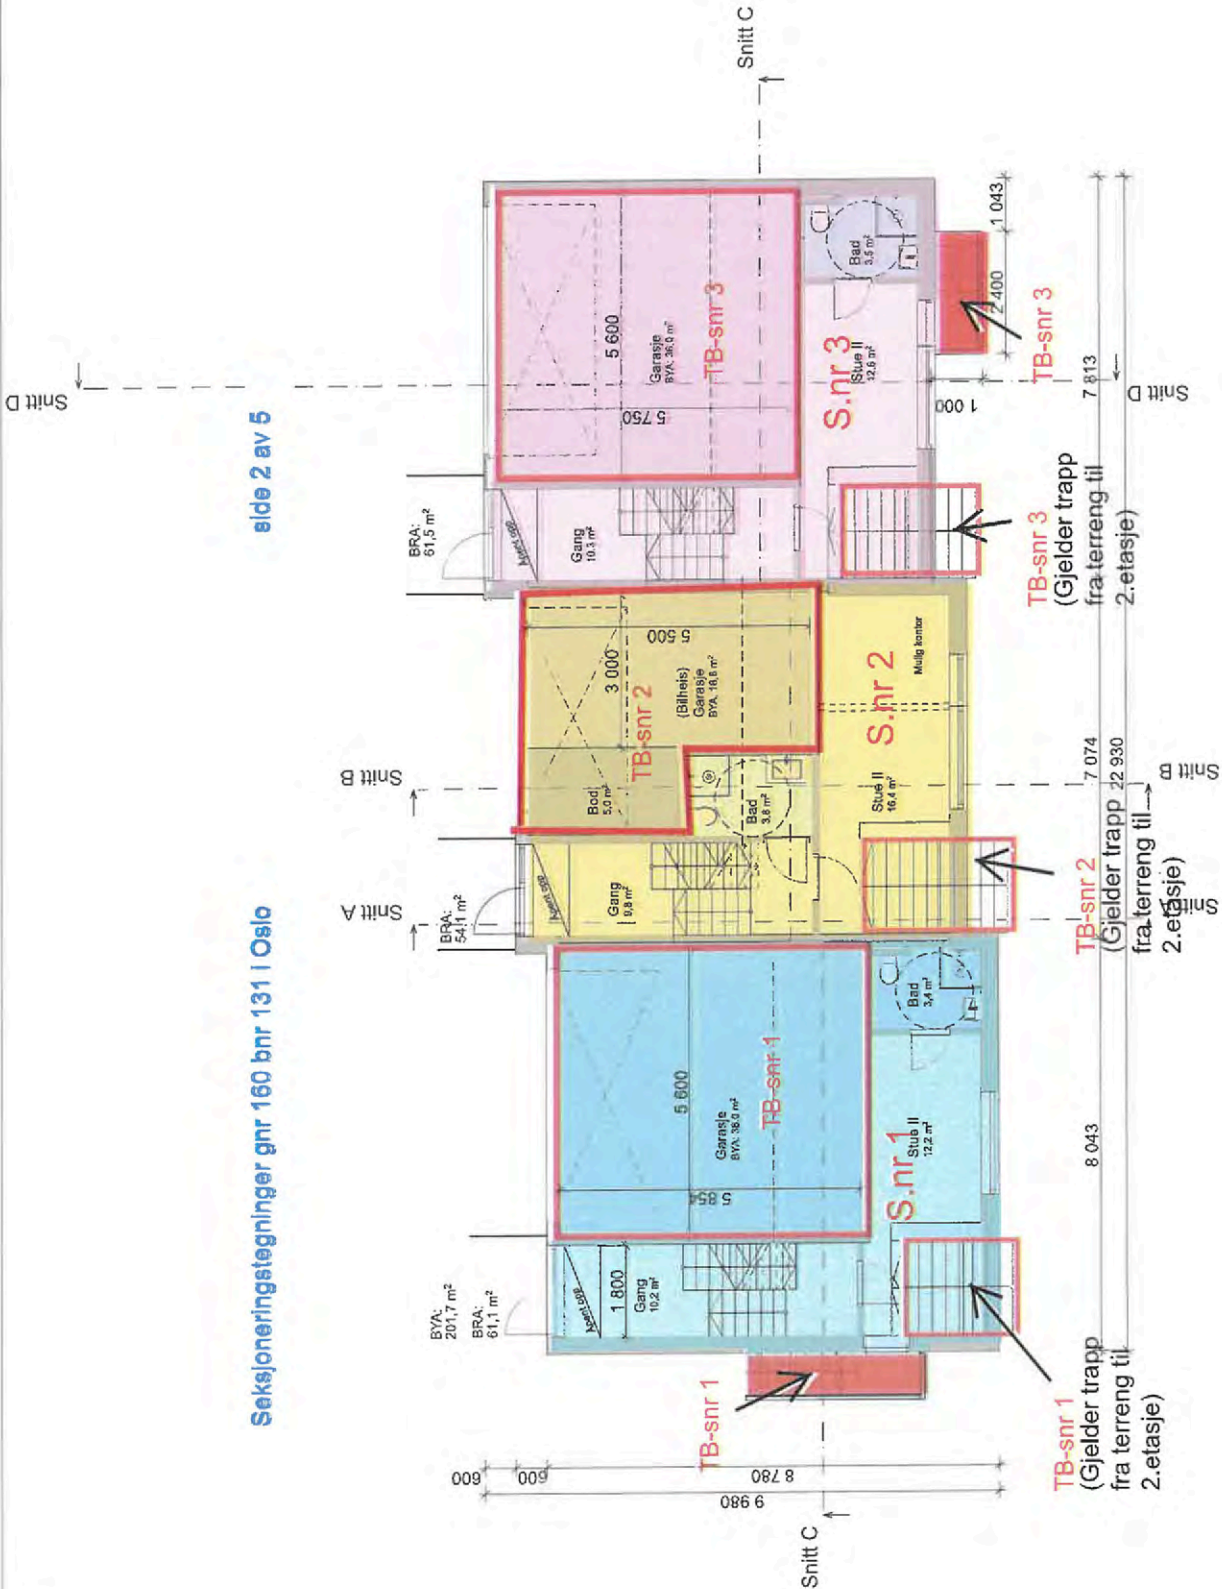 Seksjoneringstegninger gnr 160 bnr 131 i Oslo
side 2 av 5
Snitt D
Snitt C
Snitt B
Snitt A
BYA:
201,7 m²
BRA:
61,1 m²
BRA:
54,1 m²
BRA:
61,5 m²
Åpent opp
1 800
Gang
10,2 m²
5 600
5 854
Garasje
BYA: 36,0 m²
TB-snr 1
S.nr 1
Stue II
12,2 m²
Bad
3,4 m²
TB-snr 1
TB-snr 1
(Gjelder trapp
fra terreng til
2.etasje)
Åpent opp
Gang
9,8 m²
Bod
5,0 m²
TB-snr 2
3 000
5 500
(Bilheis)
Garasje
BYA: 18,6 m²
Bad
3,8 m²
S.nr 2
Stue II
16,4 m²
Mulig kontor
TB-snr 2
(Gjelder trapp
fra terreng til
2.etasje)
Åpent opp
Gang
10,3 m²
5 600
5 750
Garasje
BYA: 36,0 m²
TB-snr 3
S.nr 3
Stue II
12,6 m²
Bad
3,5 m²
TB-snr 3
(Gjelder trapp
fra terreng til
2.etasje)
TB-snr 3
1 000
2 400
1 043
8 043
7 074
7 813
22 930
600
600
8 780
9 980
Snitt C
Snitt A
Snitt B
Snitt D